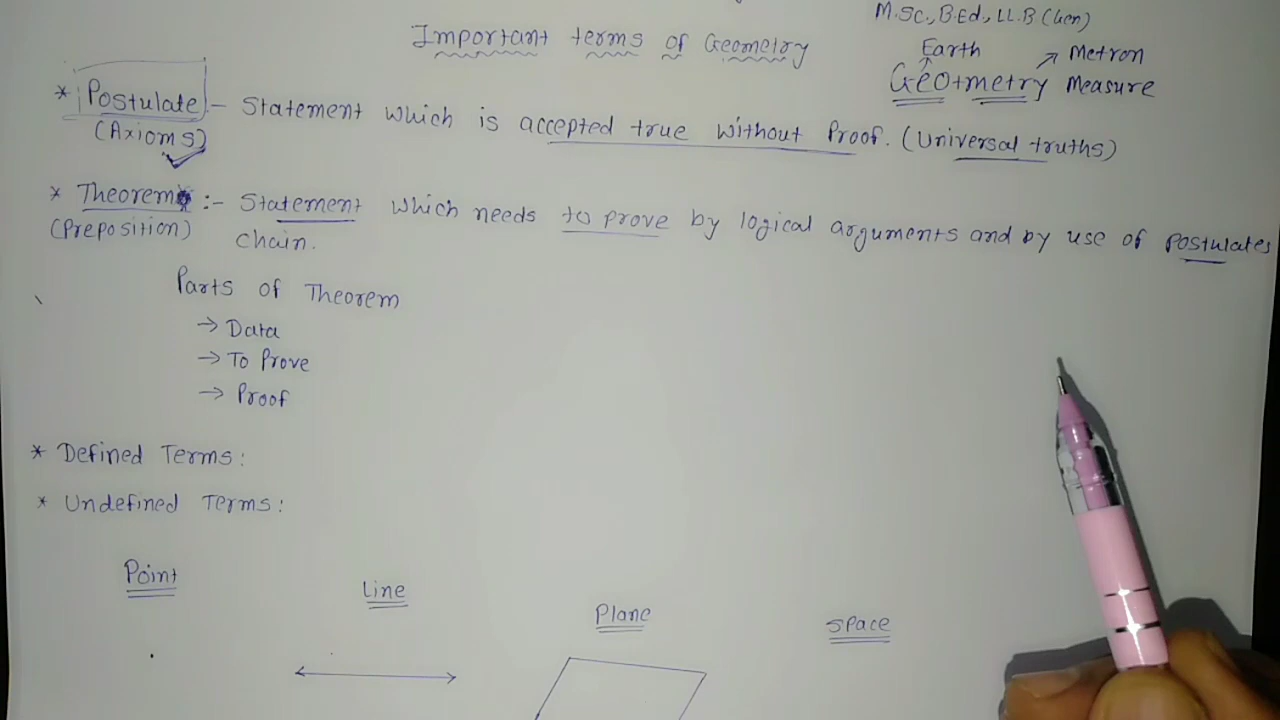 M.Sc., B.Ed., LL.B (Gen)
Important terms of Geometry
Earth
Metron
Geo+metry Measure
* Postulate :- Statement which is accepted true without Proof. (Universal truths)
(Axioms)
* Theorem :- Statement which needs to prove by logical arguments and by use of Postulates
(Preposition) chain.
Parts of Theorem
→ Data
→ To Prove
→ Proof
* Defined Terms:
* Undefined Terms:
Point
Line
Plane
Space